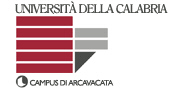 UNIVERSITÀ DELLA CALABRIA
CAMPUS DI ARCAVACATA